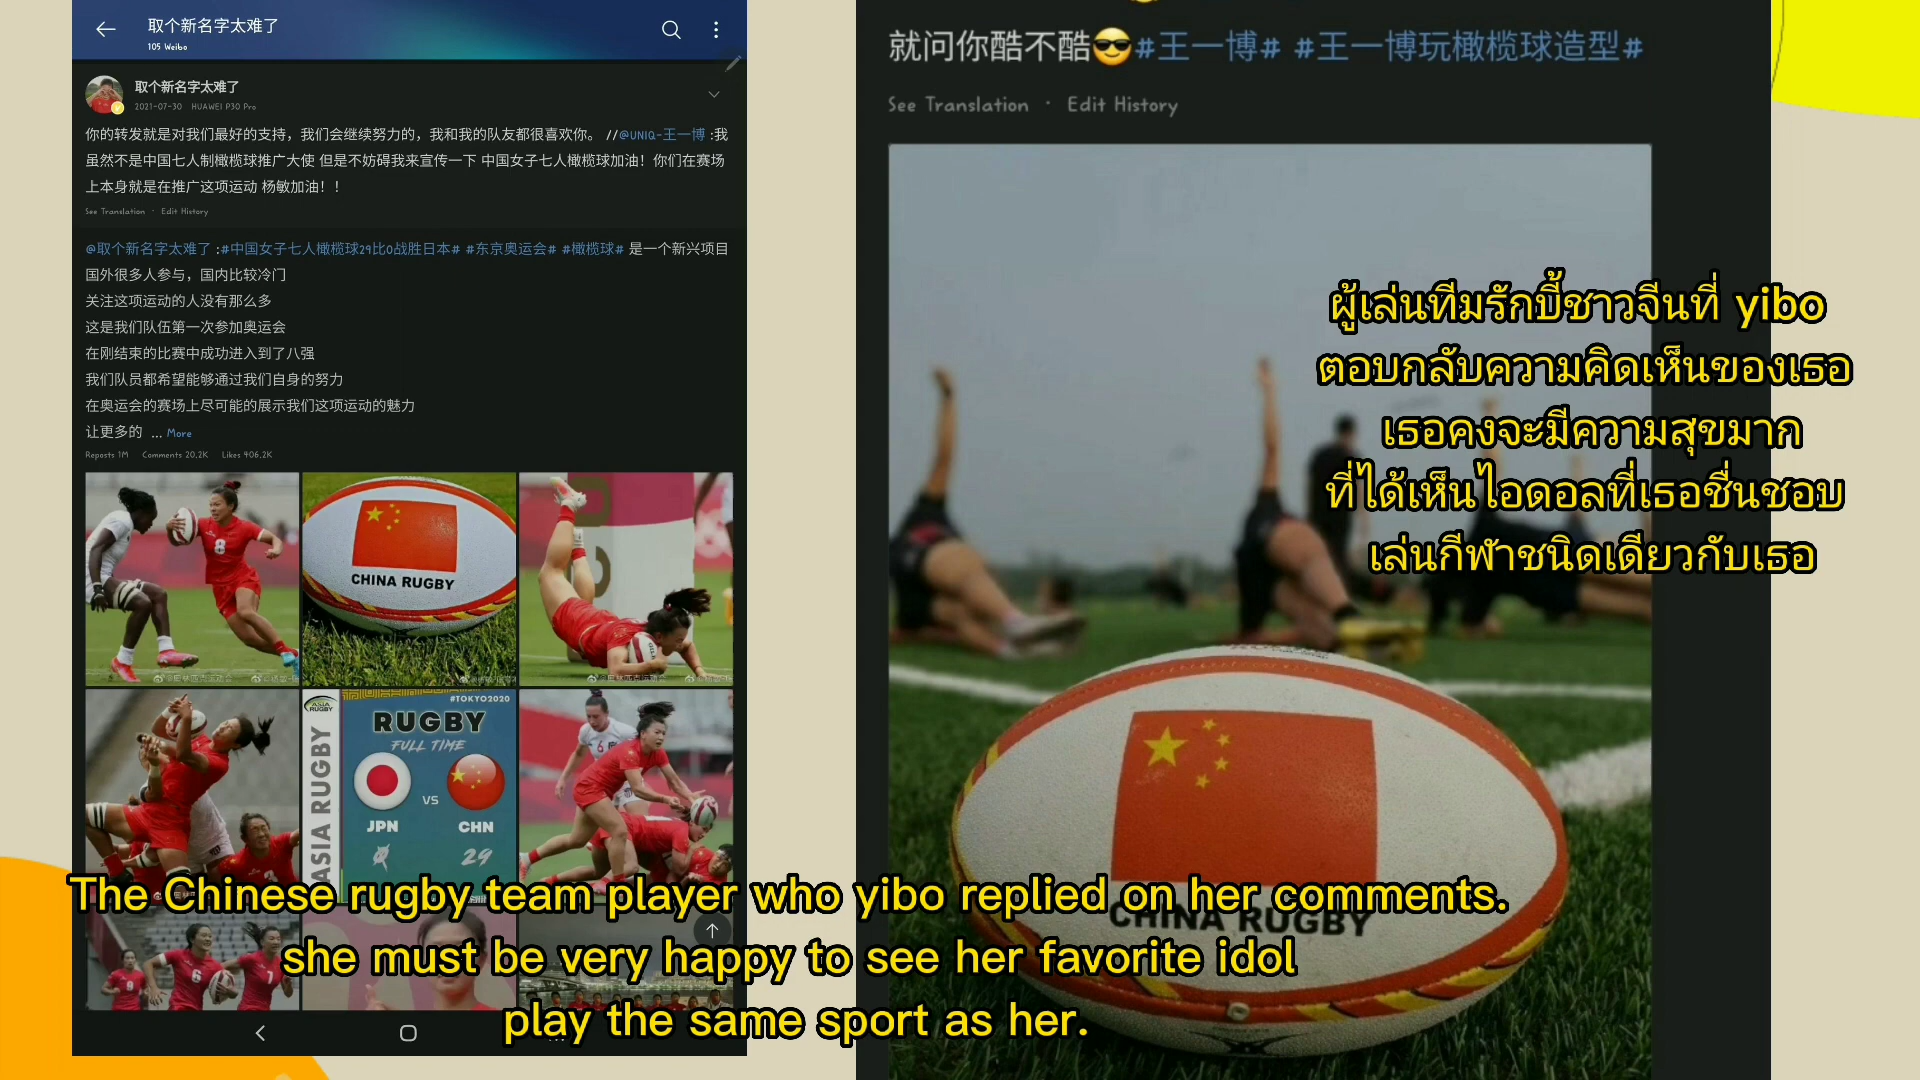 取个新名字太难了
105 Weibo
取个新名字太难了
2021-07-30 HUAWEI P30 Pro
你的转发就是对我们最好的支持，我们会继续努力的，我和我的队友都很喜欢你。 //@UNIQ-王一博 :我
虽然不是中国七人制橄榄球推广大使 但是不妨碍我来宣传一下 中国女子七人橄榄球加油！你们在赛场
上本身就是在推广这项运动 杨敏加油！！
See Translation · Edit History
@取个新名字太难了 :#中国女子七人橄榄球29比0战胜日本# #东京奥运会# #橄榄球# 是一个新兴项目
国外很多人参与，国内比较冷门
关注这项运动的人没有那么多
这是我们队伍第一次参加奥运会
在刚结束的比赛中成功进入到了八强
我们队员都希望能够通过我们自身的努力
在奥运会的赛场上尽可能的展示我们这项运动的魅力
让更多的 ... More
Reposts 1M Comments 20.2K Likes 406.2K
8
CHINA RUGBY
ASIA RUGBY
ASIA RUGBY
#TOKYO2020
RUGBY
FULL TIME
VS
JPN
CHN
0
29
6
9
6
7
就问你酷不酷😎#王一博# #王一博玩橄榄球造型#
See Translation · Edit History
CHINA RUGBY
ผู้เล่นทีมรักบี้ชาวจีนที่ yibo
ตอบกลับความคิดเห็นของเธอ
เธอคงจะมีความสุขมาก
ที่ได้เห็นไอดอลที่เธอชื่นชอบ
เล่นกีฬาชนิดเดียวกับเธอ
The Chinese rugby team player who yibo replied on her comments.
she must be very happy to see her favorite idol
play the same sport as her.